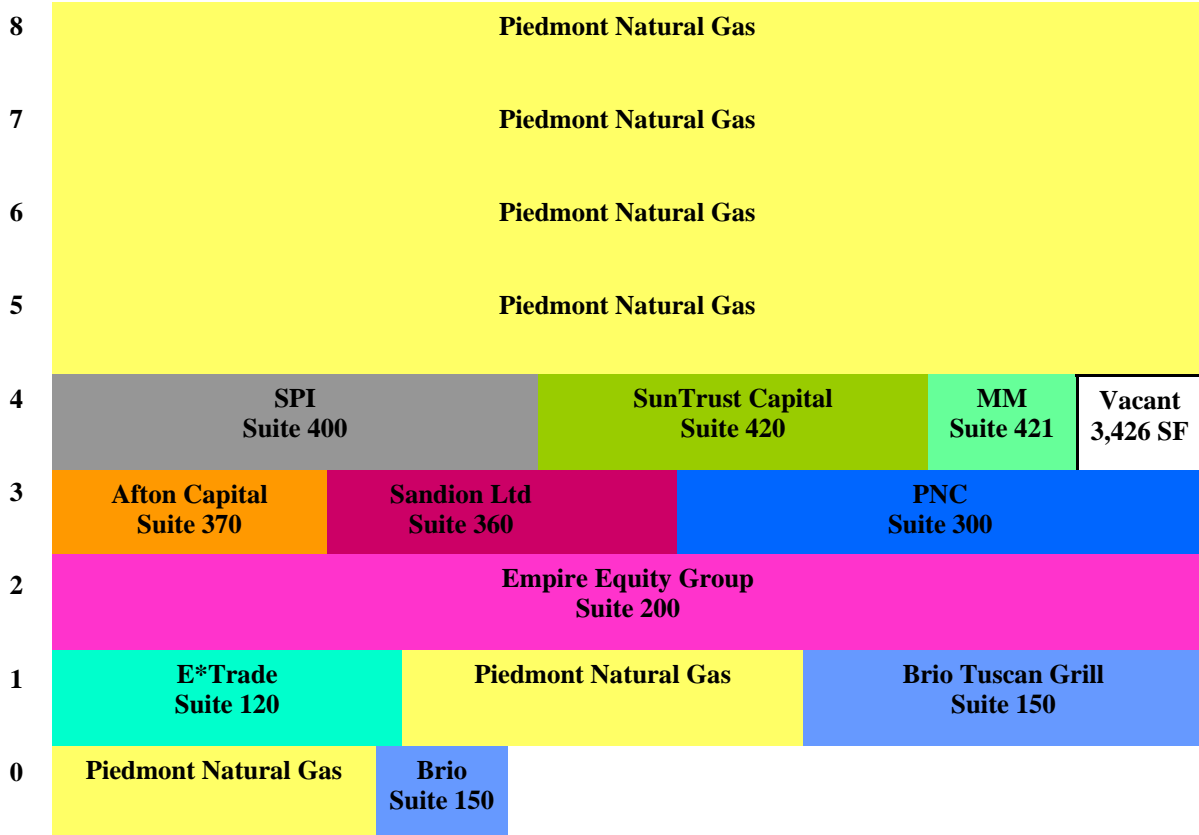 8 Piedmont Natural Gas
7 Piedmont Natural Gas
6 Piedmont Natural Gas
5 Piedmont Natural Gas
4 SPI SunTrust Capital MM Vacant
Suite 400 Suite 420 Suite 421 3,426 SF
3 Afton Capital Sandion Ltd PNC
Suite 370 Suite 360 Suite 300
2 Empire Equity Group
Suite 200
1 E*Trade Piedmont Natural Gas Brio Tuscan Grill
Suite 120 Suite 150
0 Piedmont Natural Gas Brio
Suite 150